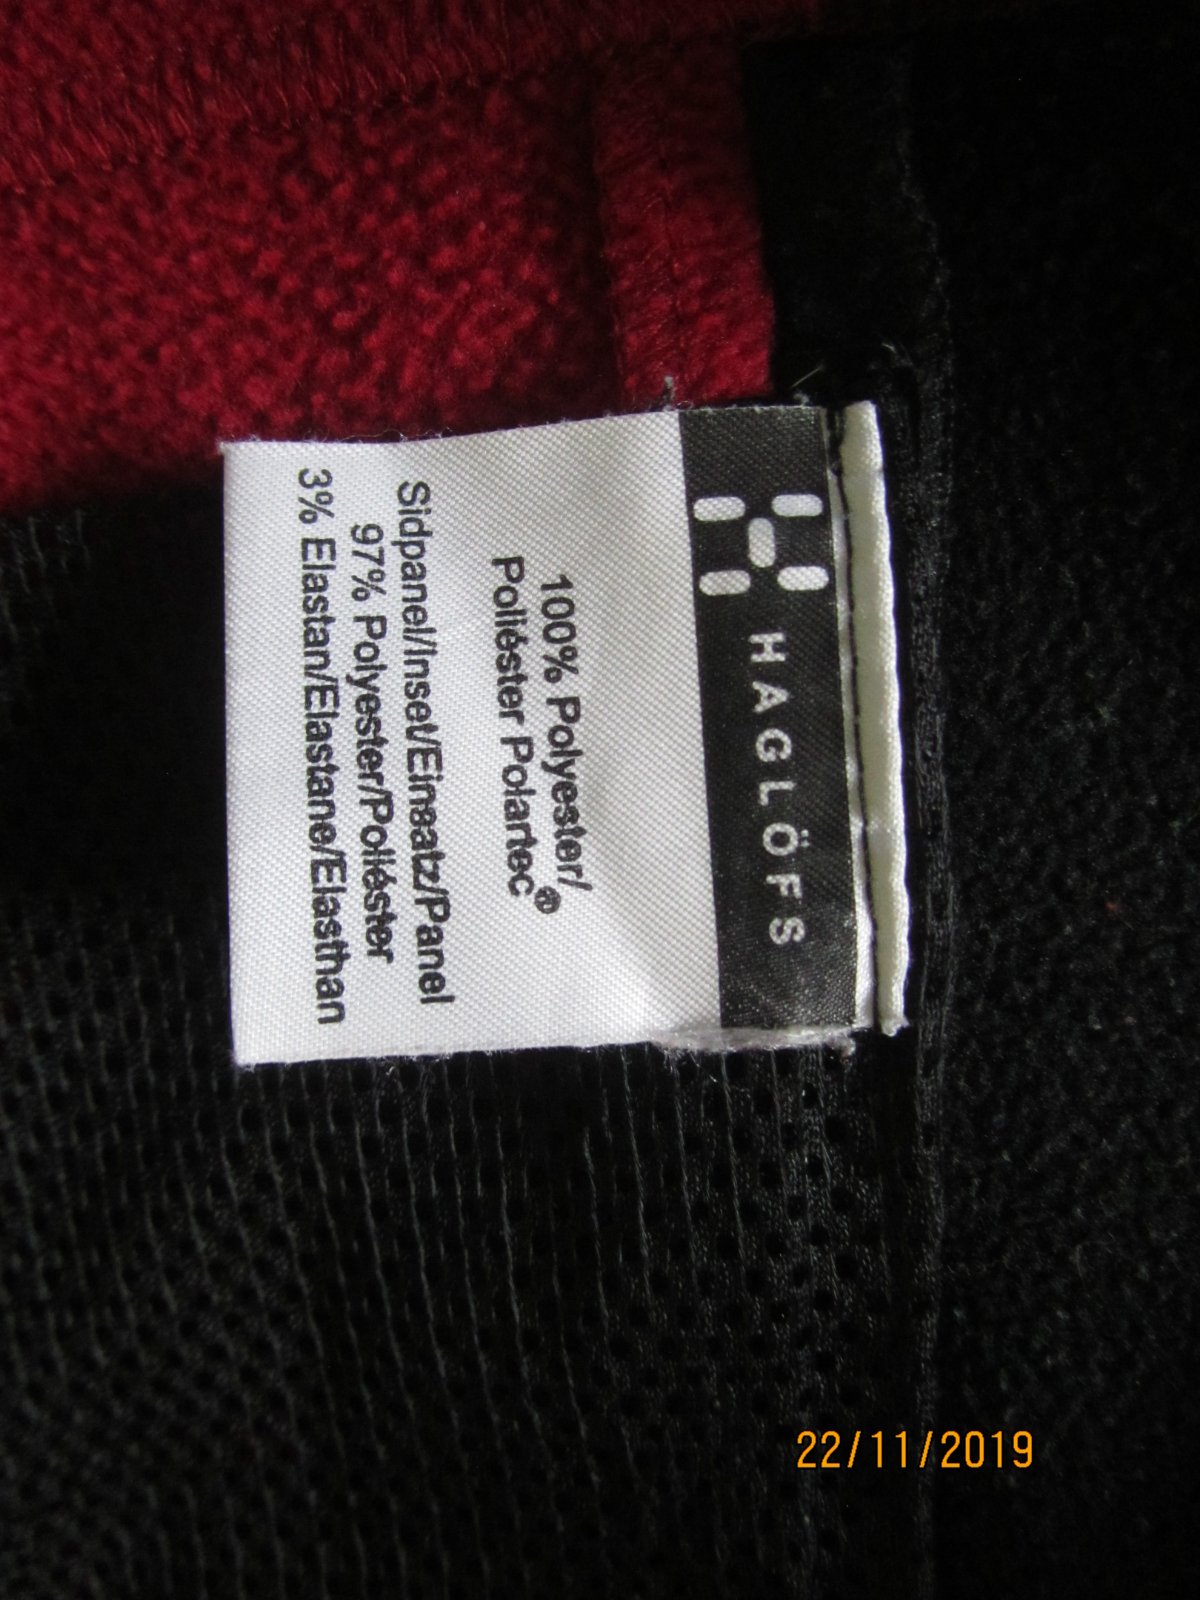 HAGLÖFS
100% Polyester/
Poliéster Polartec®
Sidpanel/Inset/Einsatz/Panel
97% Polyester/Poliéster
3% Elastan/Elastane/Elasthan
22/11/2019